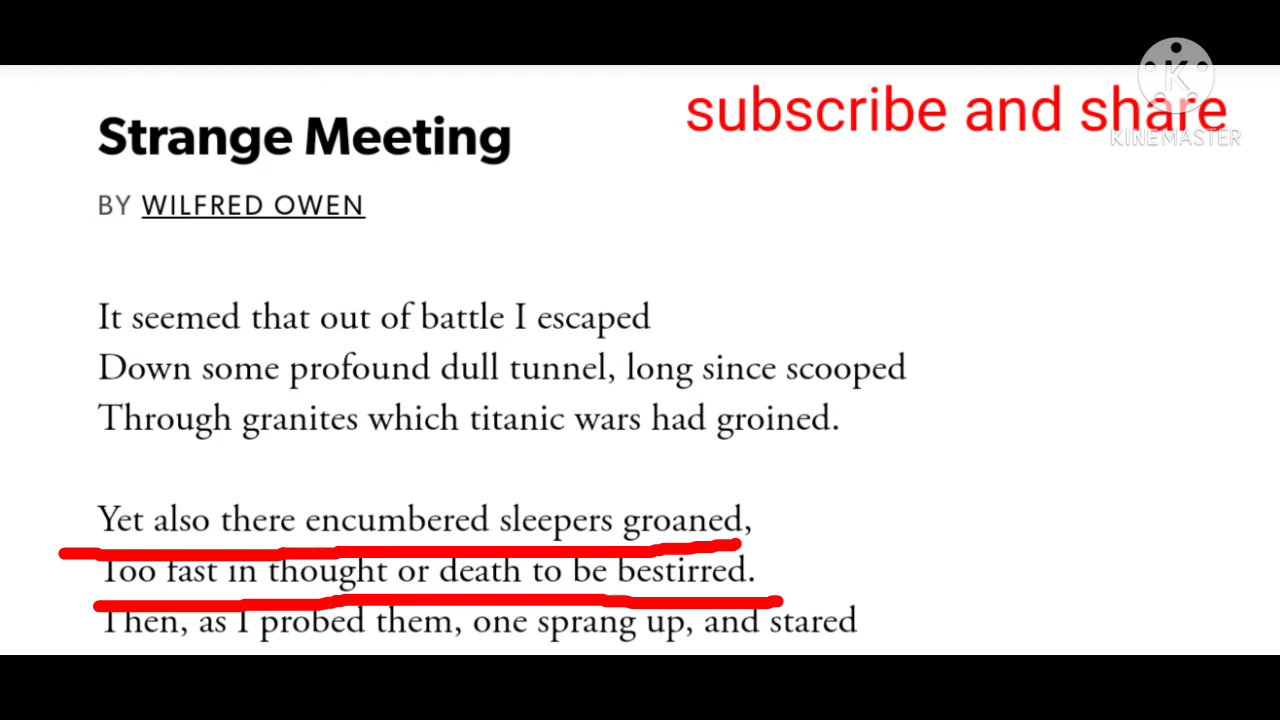 subscribe and share
K
KINEMASTER
Strange Meeting
BY WILFRED OWEN
It seemed that out of battle I escaped
Down some profound dull tunnel, long since scooped
Through granites which titanic wars had groined.
Yet also there encumbered sleepers groaned,
Too fast in thought or death to be bestirred.
Then, as I probed them, one sprang up, and stared